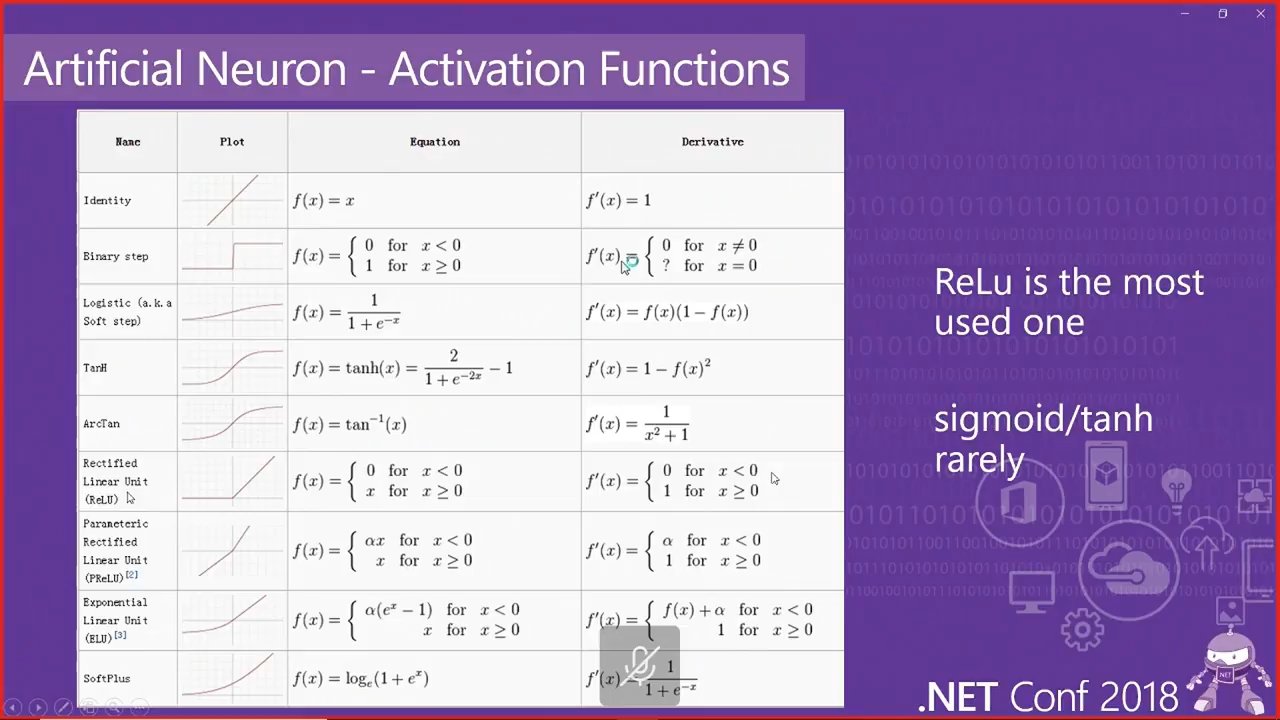 Artificial Neuron - Activation Functions
Name Plot Equation Derivative
Identity f(x) = x f′(x) = 1
Binary step f(x) = { 0 for x < 0 1 for x ≥ 0 f′(x) = { 0 for x ≠ 0 ? for x = 0
Logistic (a.k.a
Soft step) f(x) = 1 / (1 + e^{-x}) f′(x) = f(x)(1 − f(x))
TanH f(x) = tanh(x) = 2 / (1 + e^{-2x}) − 1 f′(x) = 1 − f(x)^2
ArcTan f(x) = tan^{-1}(x) f′(x) = 1 / (x^2 + 1)
Rectified
Linear Unit
(ReLU) f(x) = { 0 for x < 0 x for x ≥ 0 f′(x) = { 0 for x < 0 1 for x ≥ 0
Parameteric
Rectified
Linear Unit
(PReLU)[2] f(x) = { αx for x < 0 x for x ≥ 0 f′(x) = { α for x < 0 1 for x ≥ 0
Exponential
Linear Unit
(ELU)[3] f(x) = { α(e^x − 1) for x < 0 x for x ≥ 0 f′(x) = { f(x) + α for x < 0 1 for x ≥ 0
SoftPlus f(x) = log_e(1 + e^x) f′(x) = 1 / (1 + e^{-x})
ReLu is the most
used one
sigmoid/tanh
rarely
.NET Conf 2018
.NET